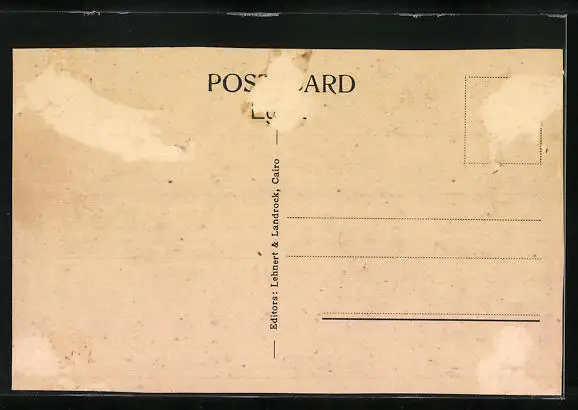 POST CARD
Editors: Lehnert & Landrock, Cairo